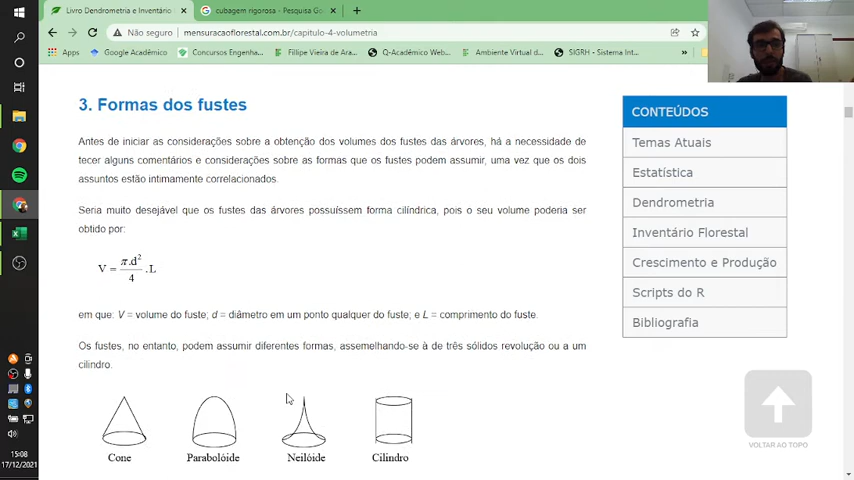 Livro Dendrometria e Inventário
cubagem rigorosa - Pesquisa Go
Não seguro
mensuracaoflorestal.com.br/capitulo-4-volumetria
Apps
Google Acadêmico
Concursos Engenha...
Fillipe Vieira de Ara...
Q-Acadêmico Web...
Ambiente Virtual d...
SIGRH - Sistema Int...
»
3. Formas dos fustes
Antes de iniciar as considerações sobre a obtenção dos volumes dos fustes das árvores, há a necessidade de
tecer alguns comentários e considerações sobre as formas que os fustes podem assumir, uma vez que os dois
assuntos estão intimamente correlacionados.
Seria muito desejável que os fustes das árvores possuíssem forma cilíndrica, pois o seu volume poderia ser
obtido por:
V = π.d² / 4 . L
em que: V = volume do fuste; d = diâmetro em um ponto qualquer do fuste; e L = comprimento do fuste.
Os fustes, no entanto, podem assumir diferentes formas, assemelhando-se à de três sólidos revolução ou a um
cilindro.
Cone
Parabolóide
Neilóide
Cilindro
CONTEÚDOS
Temas Atuais
Estatística
Dendrometria
Inventário Florestal
Crescimento e Produção
Scripts do R
Bibliografia
VOLTAR AO TOPO
15:08
17/12/2021